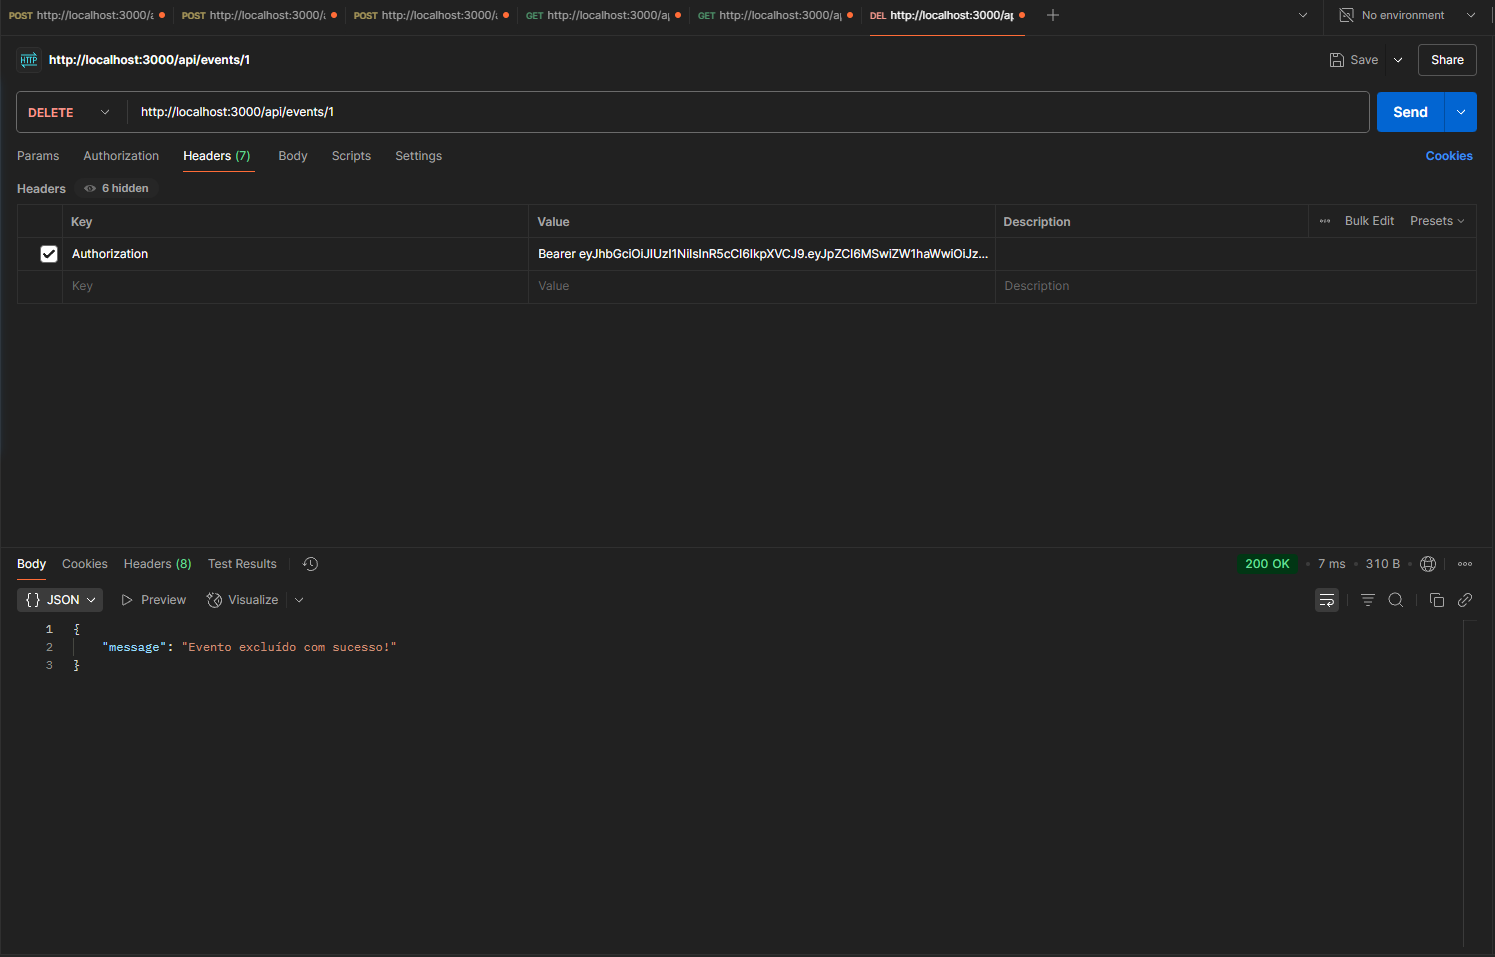 POST http://localhost:3000/a POST http://localhost:3000/a POST http://localhost:3000/a GET http://localhost:3000/ap GET http://localhost:3000/ap DEL http://localhost:3000/ap No environment
HTTP http://localhost:3000/api/events/1 Save Share
DELETE http://localhost:3000/api/events/1 Send
Params Authorization Headers (7) Body Scripts Settings Cookies
Headers 6 hidden
Key Value Description Bulk Edit Presets
Authorization Bearer eyJhbGciOiJIUzI1NiIsInR5cCI6IkpXVCJ9.eyJpZCI6MSwiZW1haWwiOiJz...
Key Value Description
Body Cookies Headers (8) Test Results 200 OK 7 ms 310 B
{} JSON Preview Visualize
1 {
2 "message": "Evento excluído com sucesso!"
3 }